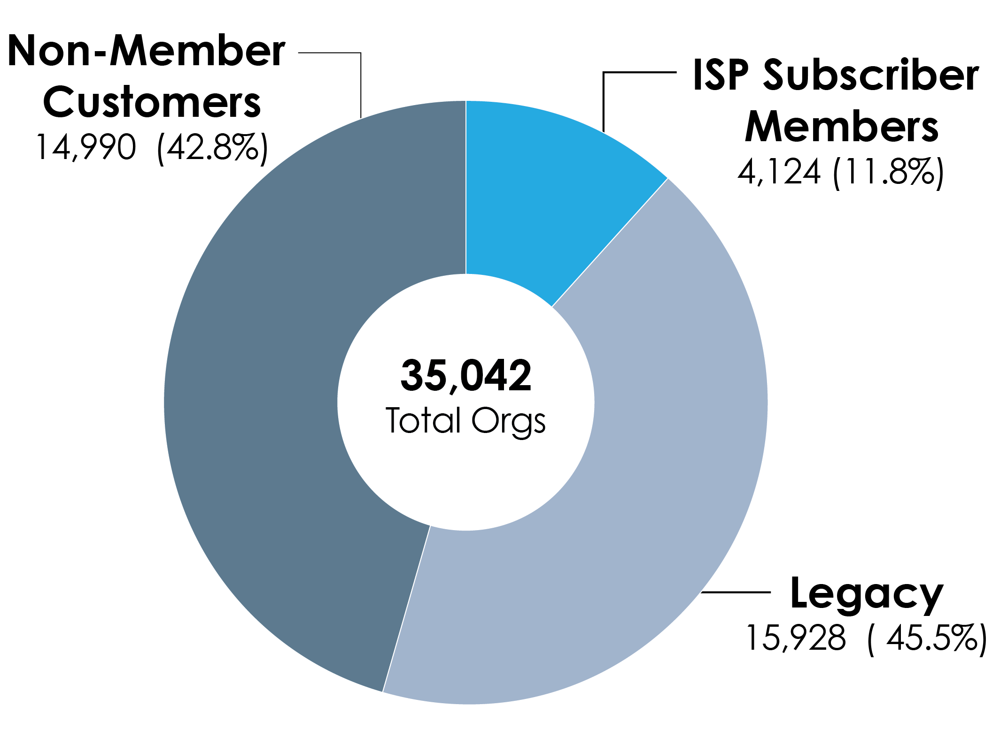 Non-Member
Customers
14,990 (42.8%)
ISP Subscriber
Members
4,124 (11.8%)
35,042
Total Orgs
Legacy
15,928 ( 45.5%)